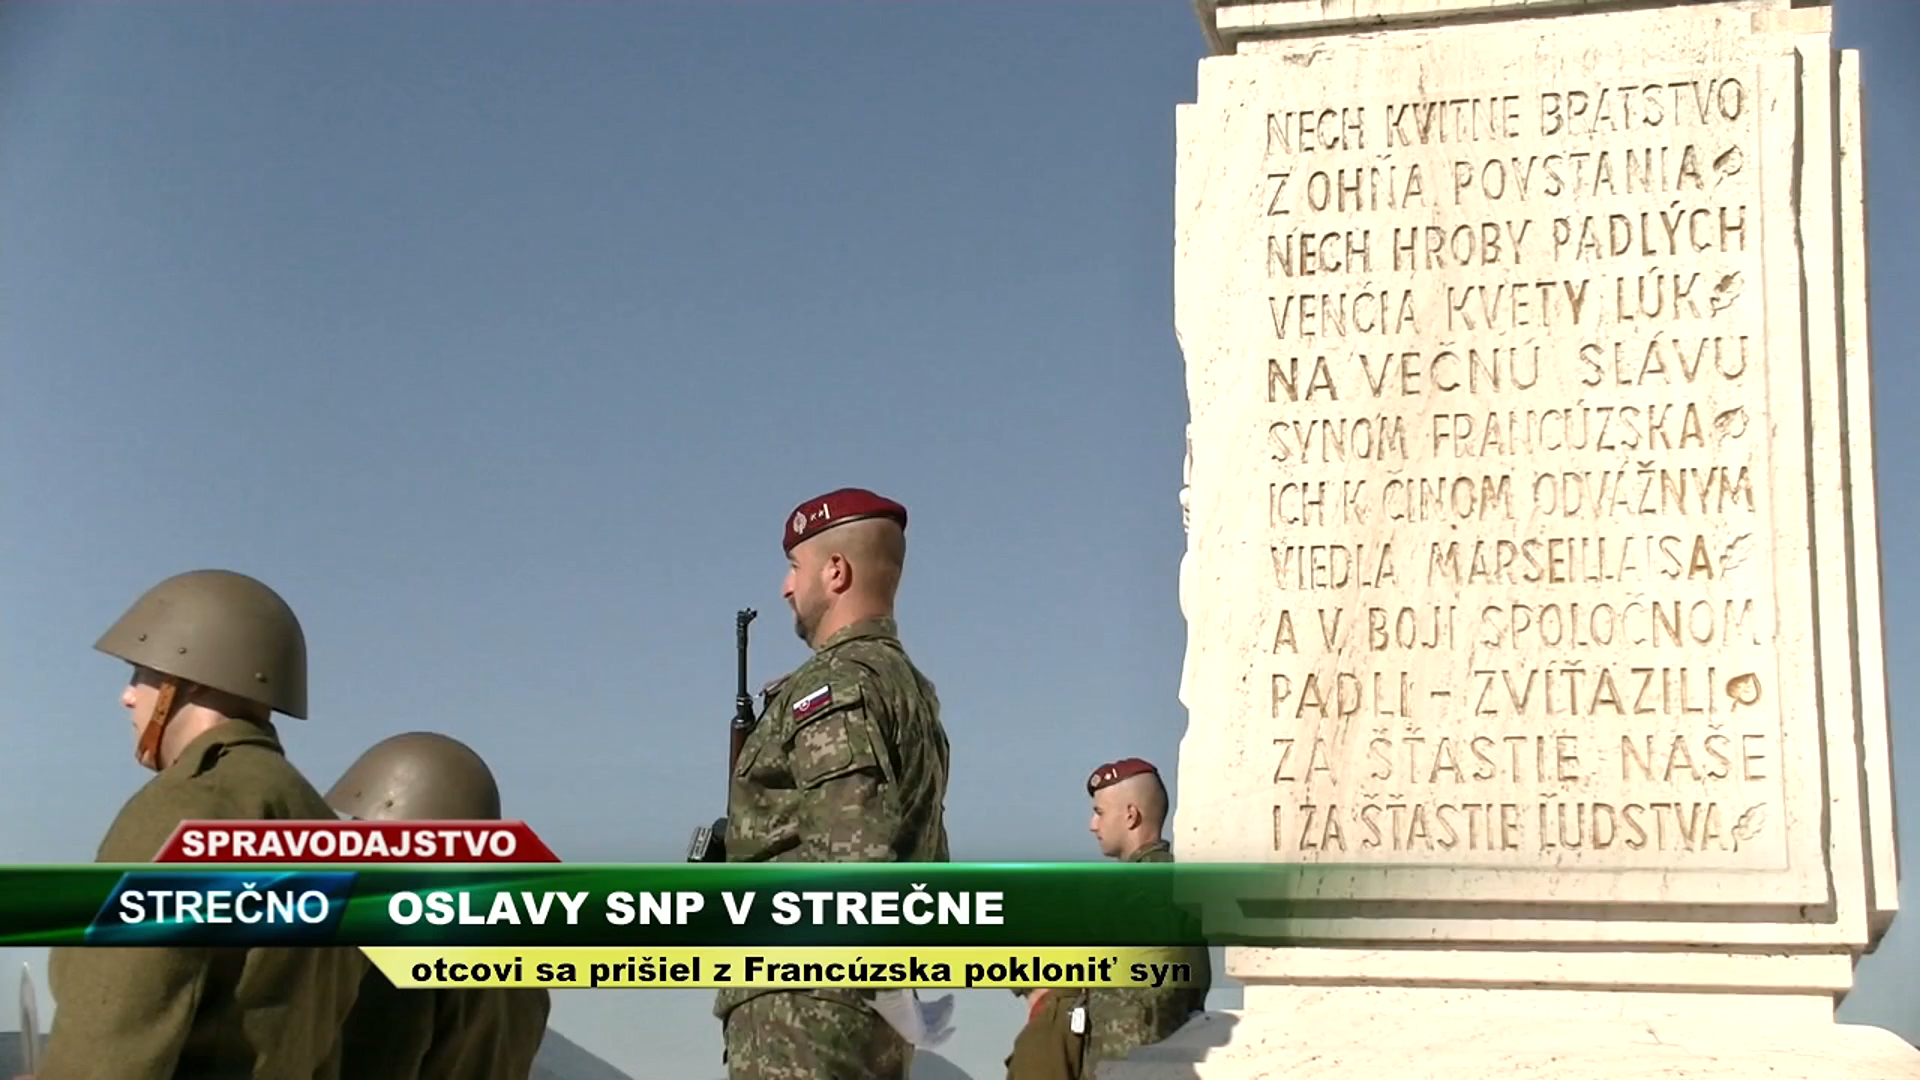 NECH KVITNE BRATSTVO
Z OHŇA POVSTANIA
NECH HROBY PADLÝCH
VENČIA KVETY LÚK
NA VEČNÚ SLÁVU
SYNOM FRANCÚZSKA
ICH K ČINOM ODVÁŽNYM
VIEDLA MARSEILLAISA
A V BOJI SPOLOČNOM
PADLI - ZVÍŤAZILI
ZA ŠŤASTIE NAŠE
I ZA ŠŤASTIE ĽUDSTVA
SPRAVODAJSTVO
STREČNO
OSLAVY SNP V STREČNE
otcovi sa prišiel z Francúzska pokloniť syn